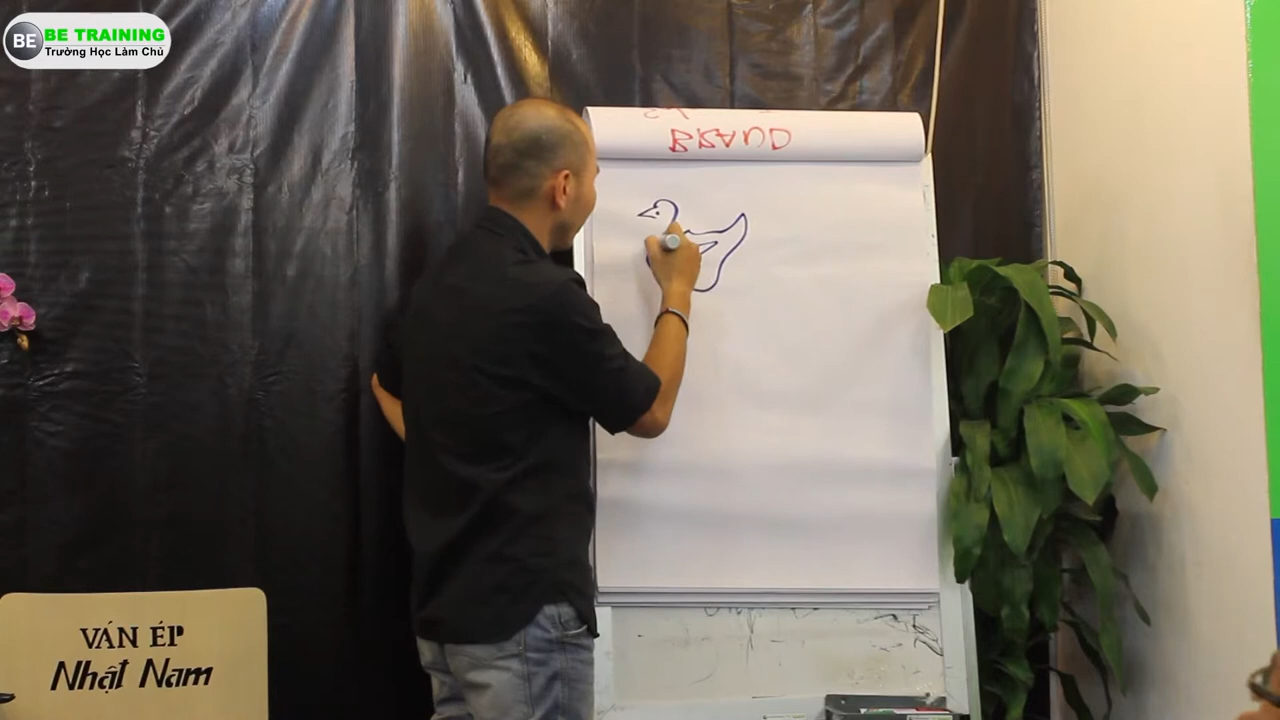 BE
BE TRAINING
Trường Học Làm Chủ
BRAND
VÁN ÉP
Nhật Nam